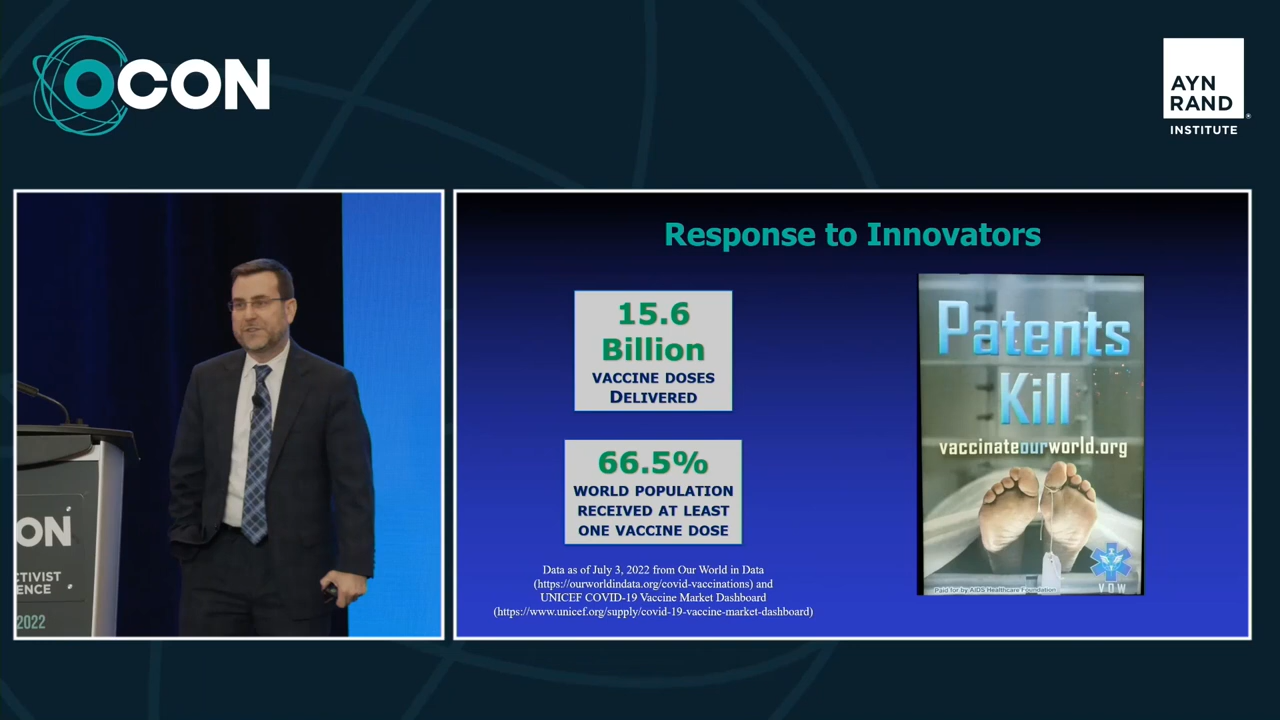 OCON
AYN
RAND
INSTITUTE
ON
CTIVIST
ENCE
2022
Response to Innovators
15.6
Billion
VACCINE DOSES
DELIVERED
66.5%
WORLD POPULATION
RECEIVED AT LEAST
ONE VACCINE DOSE
Data as of July 3, 2022 from Our World in Data
(https://ourworldindata.org/covid-vaccinations) and
UNICEF COVID-19 Vaccine Market Dashboard
(https://www.unicef.org/supply/covid-19-vaccine-market-dashboard)
Patents
Kill
vaccinateourworld.org
Paid for by AIDS Healthcare Foundation
VOW